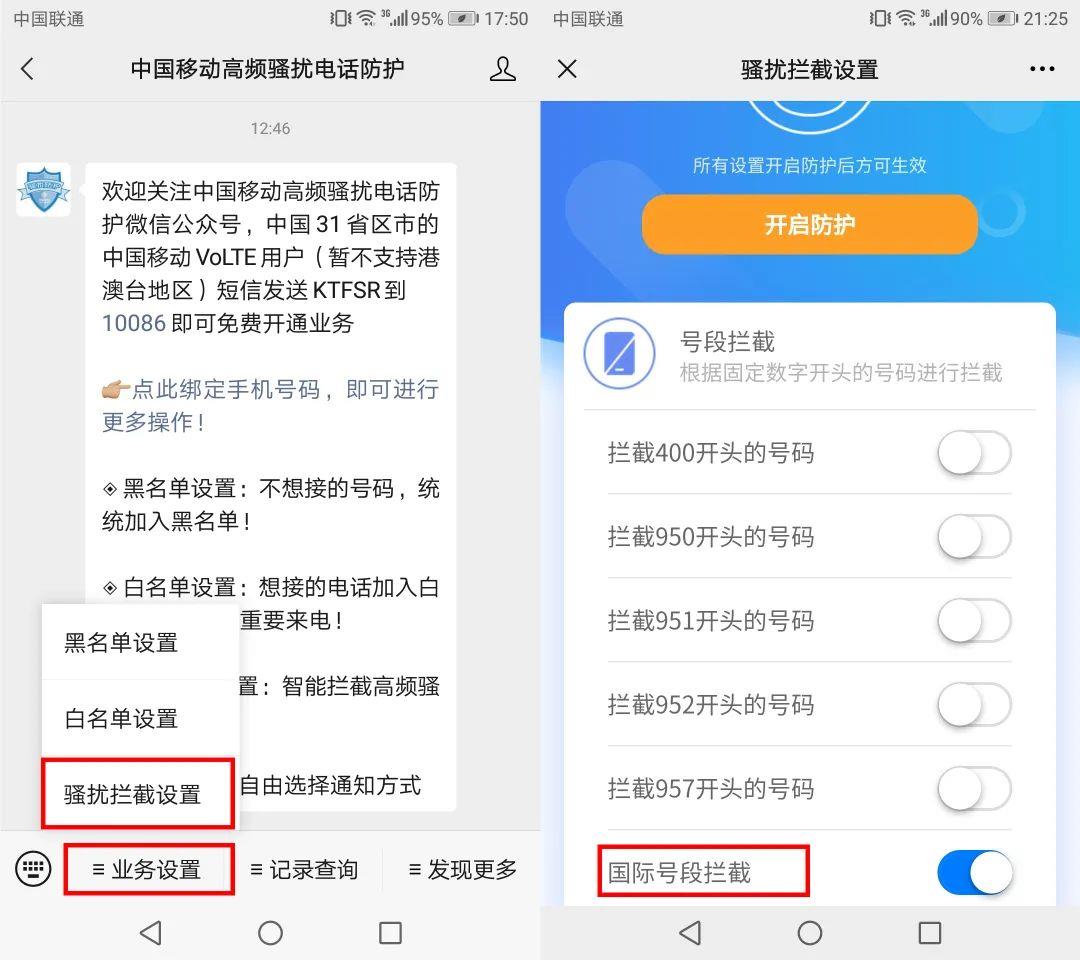 中国联通
3G
95%
17:50
中国移动高频骚扰电话防护
12:46
欢迎关注中国移动高频骚扰电话防
护微信公众号，中国 31 省区市的
中国移动 VoLTE 用户（暂不支持港
澳台地区）短信发送 KTFSR 到
10086 即可免费开通业务
👉点此绑定手机号码，即可进行
更多操作！
◈ 黑名单设置：不想接的号码，统
统加入黑名单！
◈ 白名单设置：想接的电话加入白
重要来电！
置：智能拦截高频骚
自由选择通知方式
黑名单设置
白名单设置
骚扰拦截设置
≡ 业务设置
≡ 记录查询
≡ 发现更多
中国联通
3G
90%
21:25
骚扰拦截设置
所有设置开启防护后方可生效
开启防护
号段拦截
根据固定数字开头的号码进行拦截
拦截400开头的号码
拦截950开头的号码
拦截951开头的号码
拦截952开头的号码
拦截957开头的号码
国际号段拦截